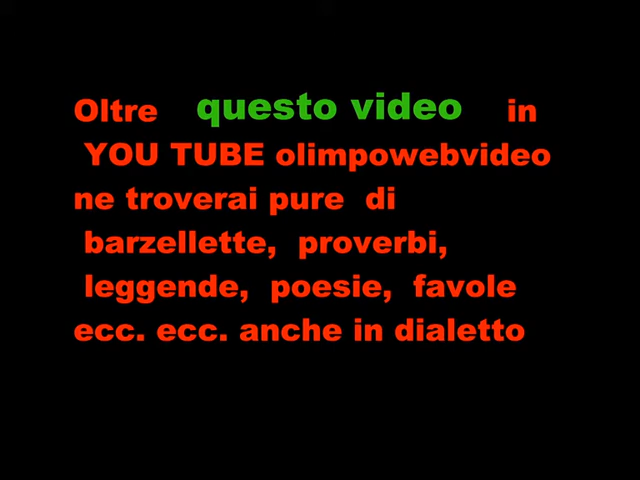 Oltre questo video in
YOU TUBE olimpowebvideo
ne troverai pure di
barzellette, proverbi,
leggende, poesie, favole
ecc. ecc. anche in dialetto